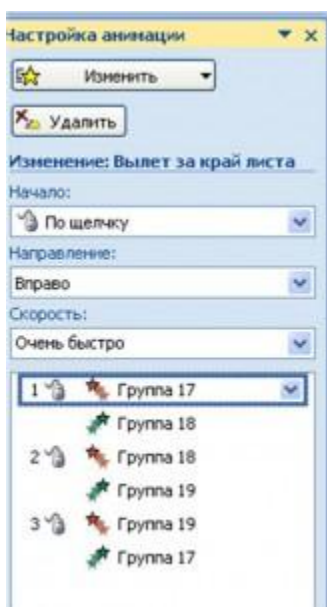 Настройка анимации
Изменить
Удалить
Изменение: Вылет за край листа
Начало:
По щелчку
Направление:
Вправо
Скорость:
Очень быстро
1 Группа 17
Группа 18
2 Группа 18
Группа 19
3 Группа 19
Группа 17